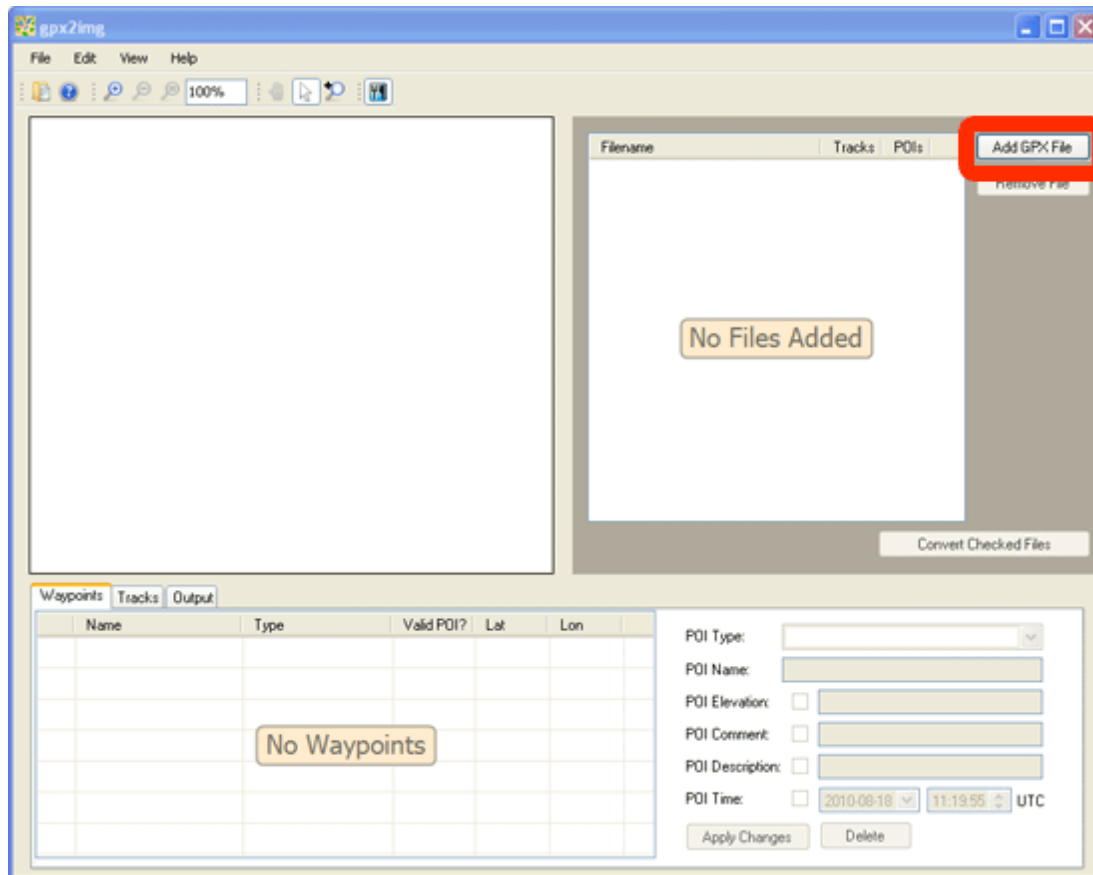 gpx2img
File Edit View Help
100%
Filename Tracks POIs
Add GPX File
Remove File
No Files Added
Convert Checked Files
Waypoints Tracks Output
Name Type Valid POI? Lat Lon
No Waypoints
POI Type:
POI Name:
POI Elevation:
POI Comment:
POI Description:
POI Time: 2010-08-18 11:19:55 UTC
Apply Changes Delete